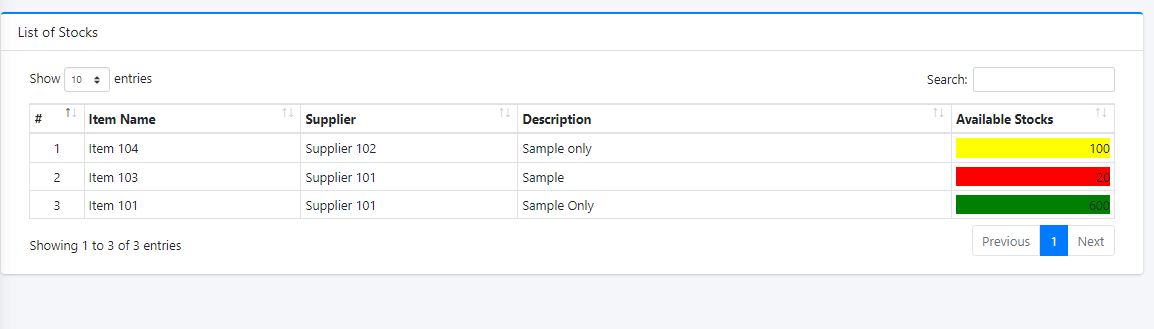 List of Stocks
Show 10 entries Search:
# Item Name Supplier Description Available Stocks
1 Item 104 Supplier 102 Sample only 100
2 Item 103 Supplier 101 Sample 20
3 Item 101 Supplier 101 Sample Only 600
Showing 1 to 3 of 3 entries Previous 1 Next